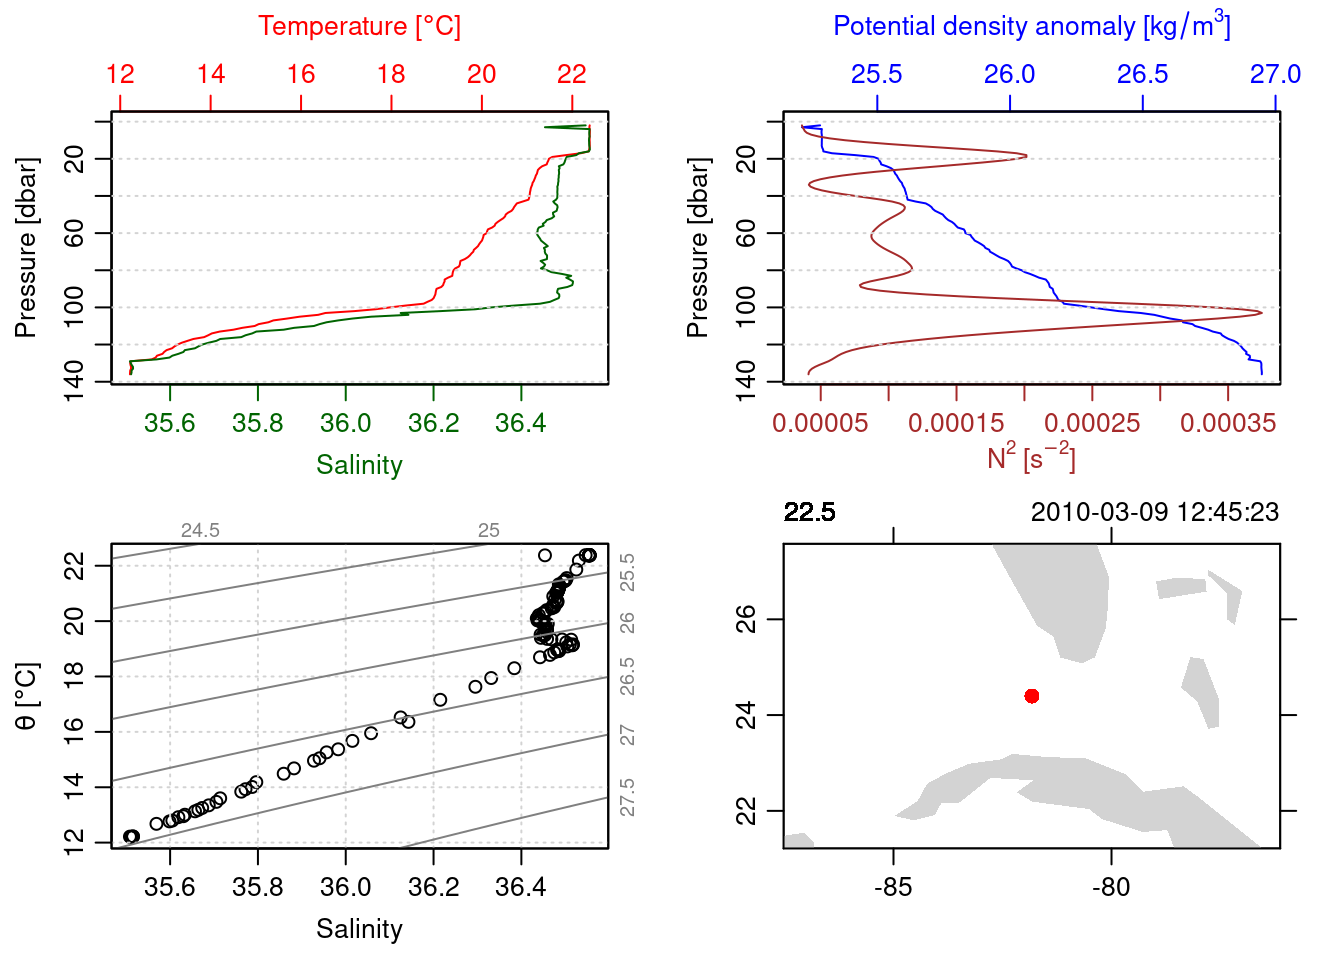 Temperature [°C]
12 14 16 18 20 22
Pressure [dbar]
20 60 100 140
35.6 35.8 36.0 36.2 36.4
Salinity
Potential density anomaly [kg/m³]
25.5 26.0 26.5 27.0
Pressure [dbar]
20 60 100 140
0.00005 0.00015 0.00025 0.00035
N² [s⁻²]
24.5 25
25.5 26 26.5 27 27.5
θ [°C]
22 20 18 16 14 12
35.6 35.8 36.0 36.2 36.4
Salinity
22.5 2010-03-09 12:45:23
26 24 22
-85 -80